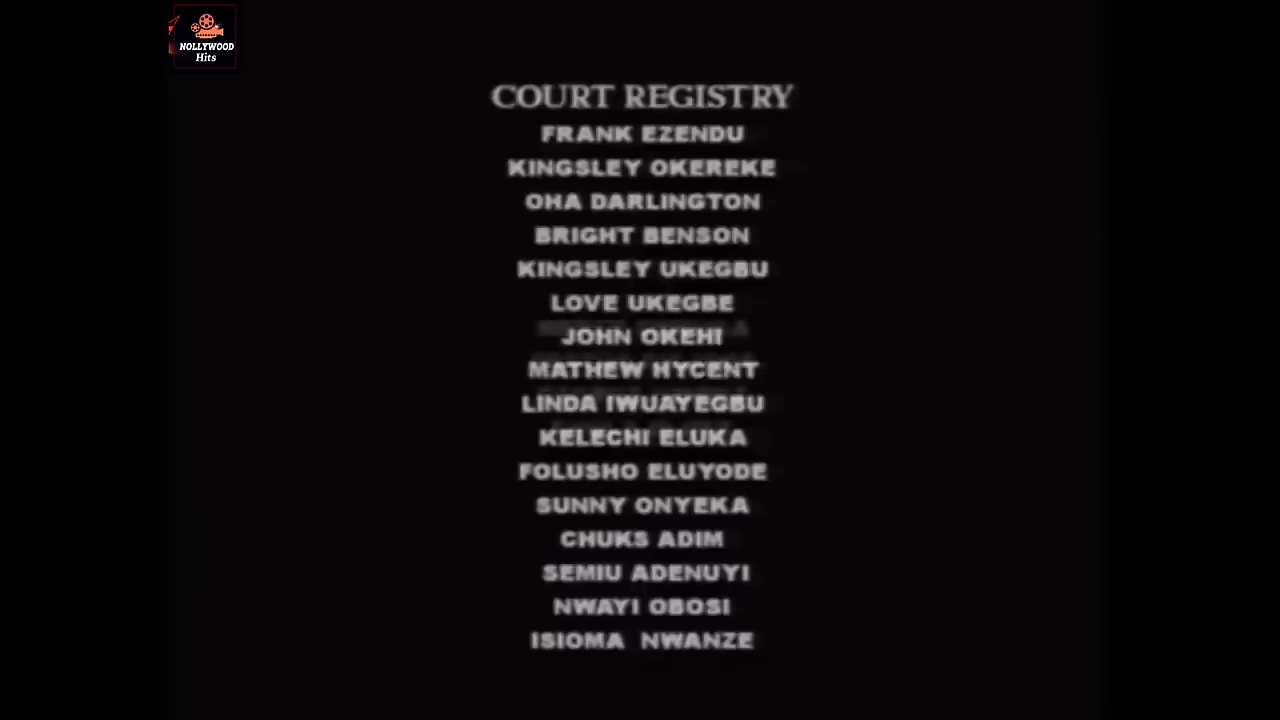 NOLLYWOOD
Hits
COURT REGISTRY
FRANK EZENDU
KINGSLEY OKEREKE
OHA DARLINGTON
BRIGHT BENSON
KINGSLEY UKEGBU
LOVE UKEGBE
JOHN OKEHI
MATHEW HYCENT
LINDA IWUAYEGBU
KELECHI ELUKA
FOLUSHO ELUYODE
SUNNY ONYEKA
CHUKS ADIM
SEMIU ADENUYI
NWAYI OBOSI
ISIOMA NWANZE